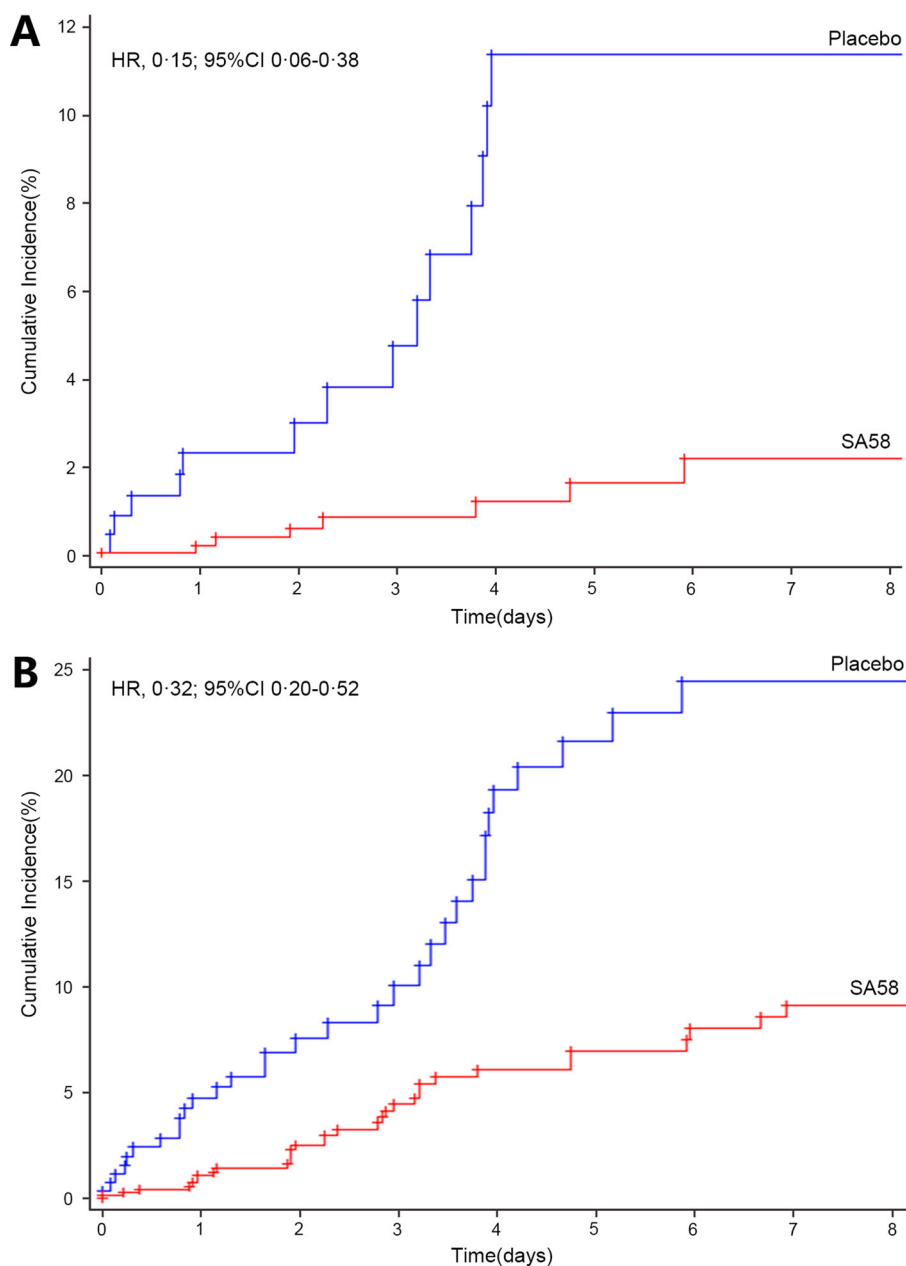 A
HR, 0·15; 95%CI 0·06-0·38
Placebo
SA58
Cumulative Incidence(%)
12
10
8
6
4
2
0
0 1 2 3 4 5 6 7 8
Time(days)
B
HR, 0·32; 95%CI 0·20-0·52
Placebo
SA58
Cumulative Incidence(%)
25
20
15
10
5
0
0 1 2 3 4 5 6 7 8
Time(days)